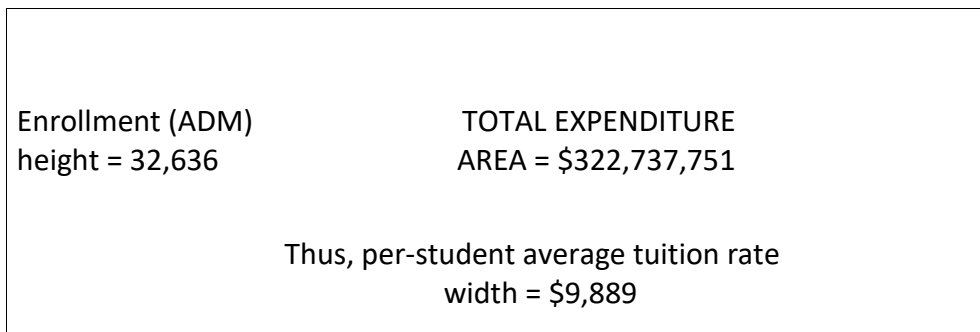 Enrollment (ADM)
height = 32,636
TOTAL EXPENDITURE
AREA = $322,737,751
Thus, per-student average tuition rate
width = $9,889